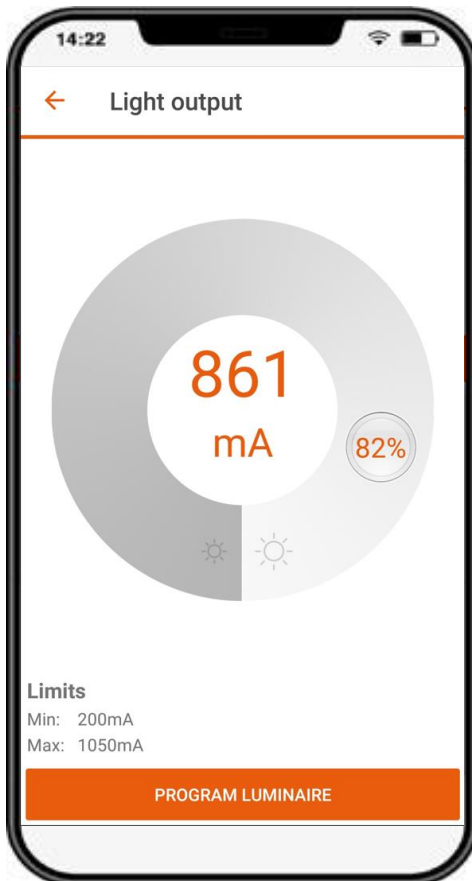 14:22
Light output
861
mA
82%
Limits
Min: 200mA
Max: 1050mA
PROGRAM LUMINAIRE